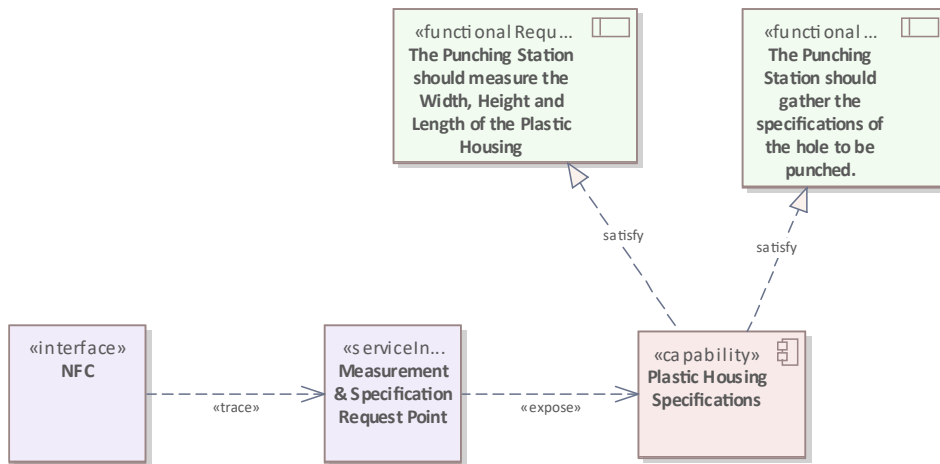 «functional Requ...
The Punching Station
should measure the
Width, Height and
Length of the Plastic
Housing
«functional ...
The Punching
Station should
gather the
specifications of
the hole to be
punched.
satisfy
satisfy
«interface»
NFC
«trace»
«serviceIn...
Measurement
& Specification
Request Point
«expose»
«capability»
Plastic Housing
Specifications